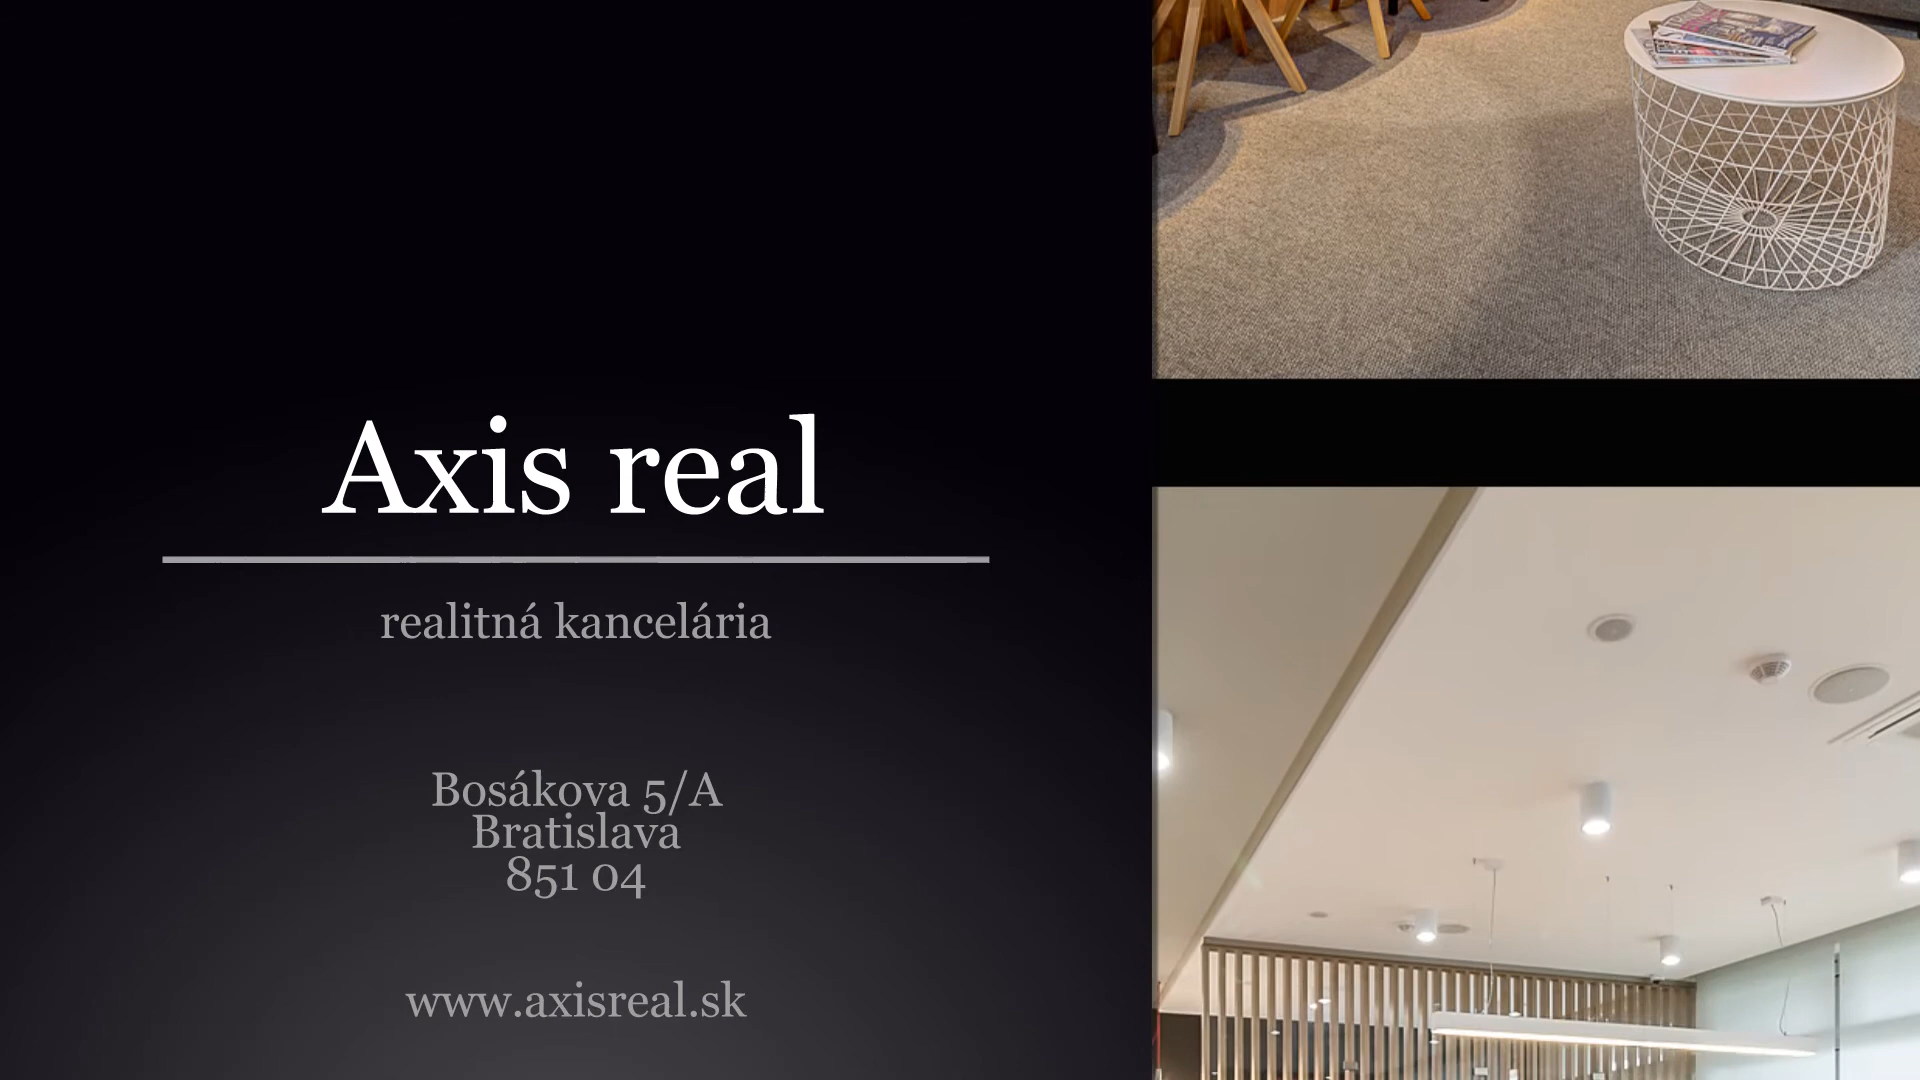 Axis real
realitná kancelária
Bosákova 5/A
Bratislava
851 04
www.axisreal.sk